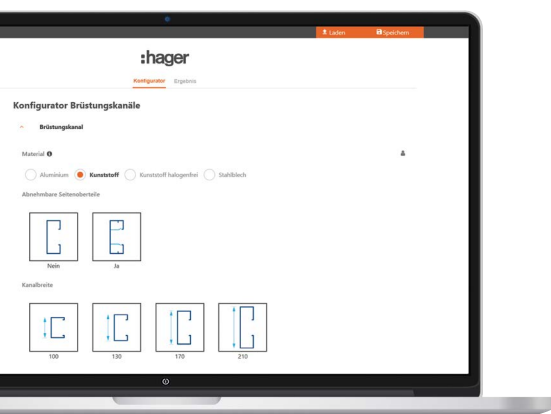 Laden Speichern
:hager
Konfigurator Ergebnis
Konfigurator Brüstungskanäle
Brüstungskanal
Material
Aluminium Kunststoff Kunststoff halogenfrei Stahlblech
Abnehmbare Seitenoberteile
Nein Ja
Kanalbreite
100 130 170 210